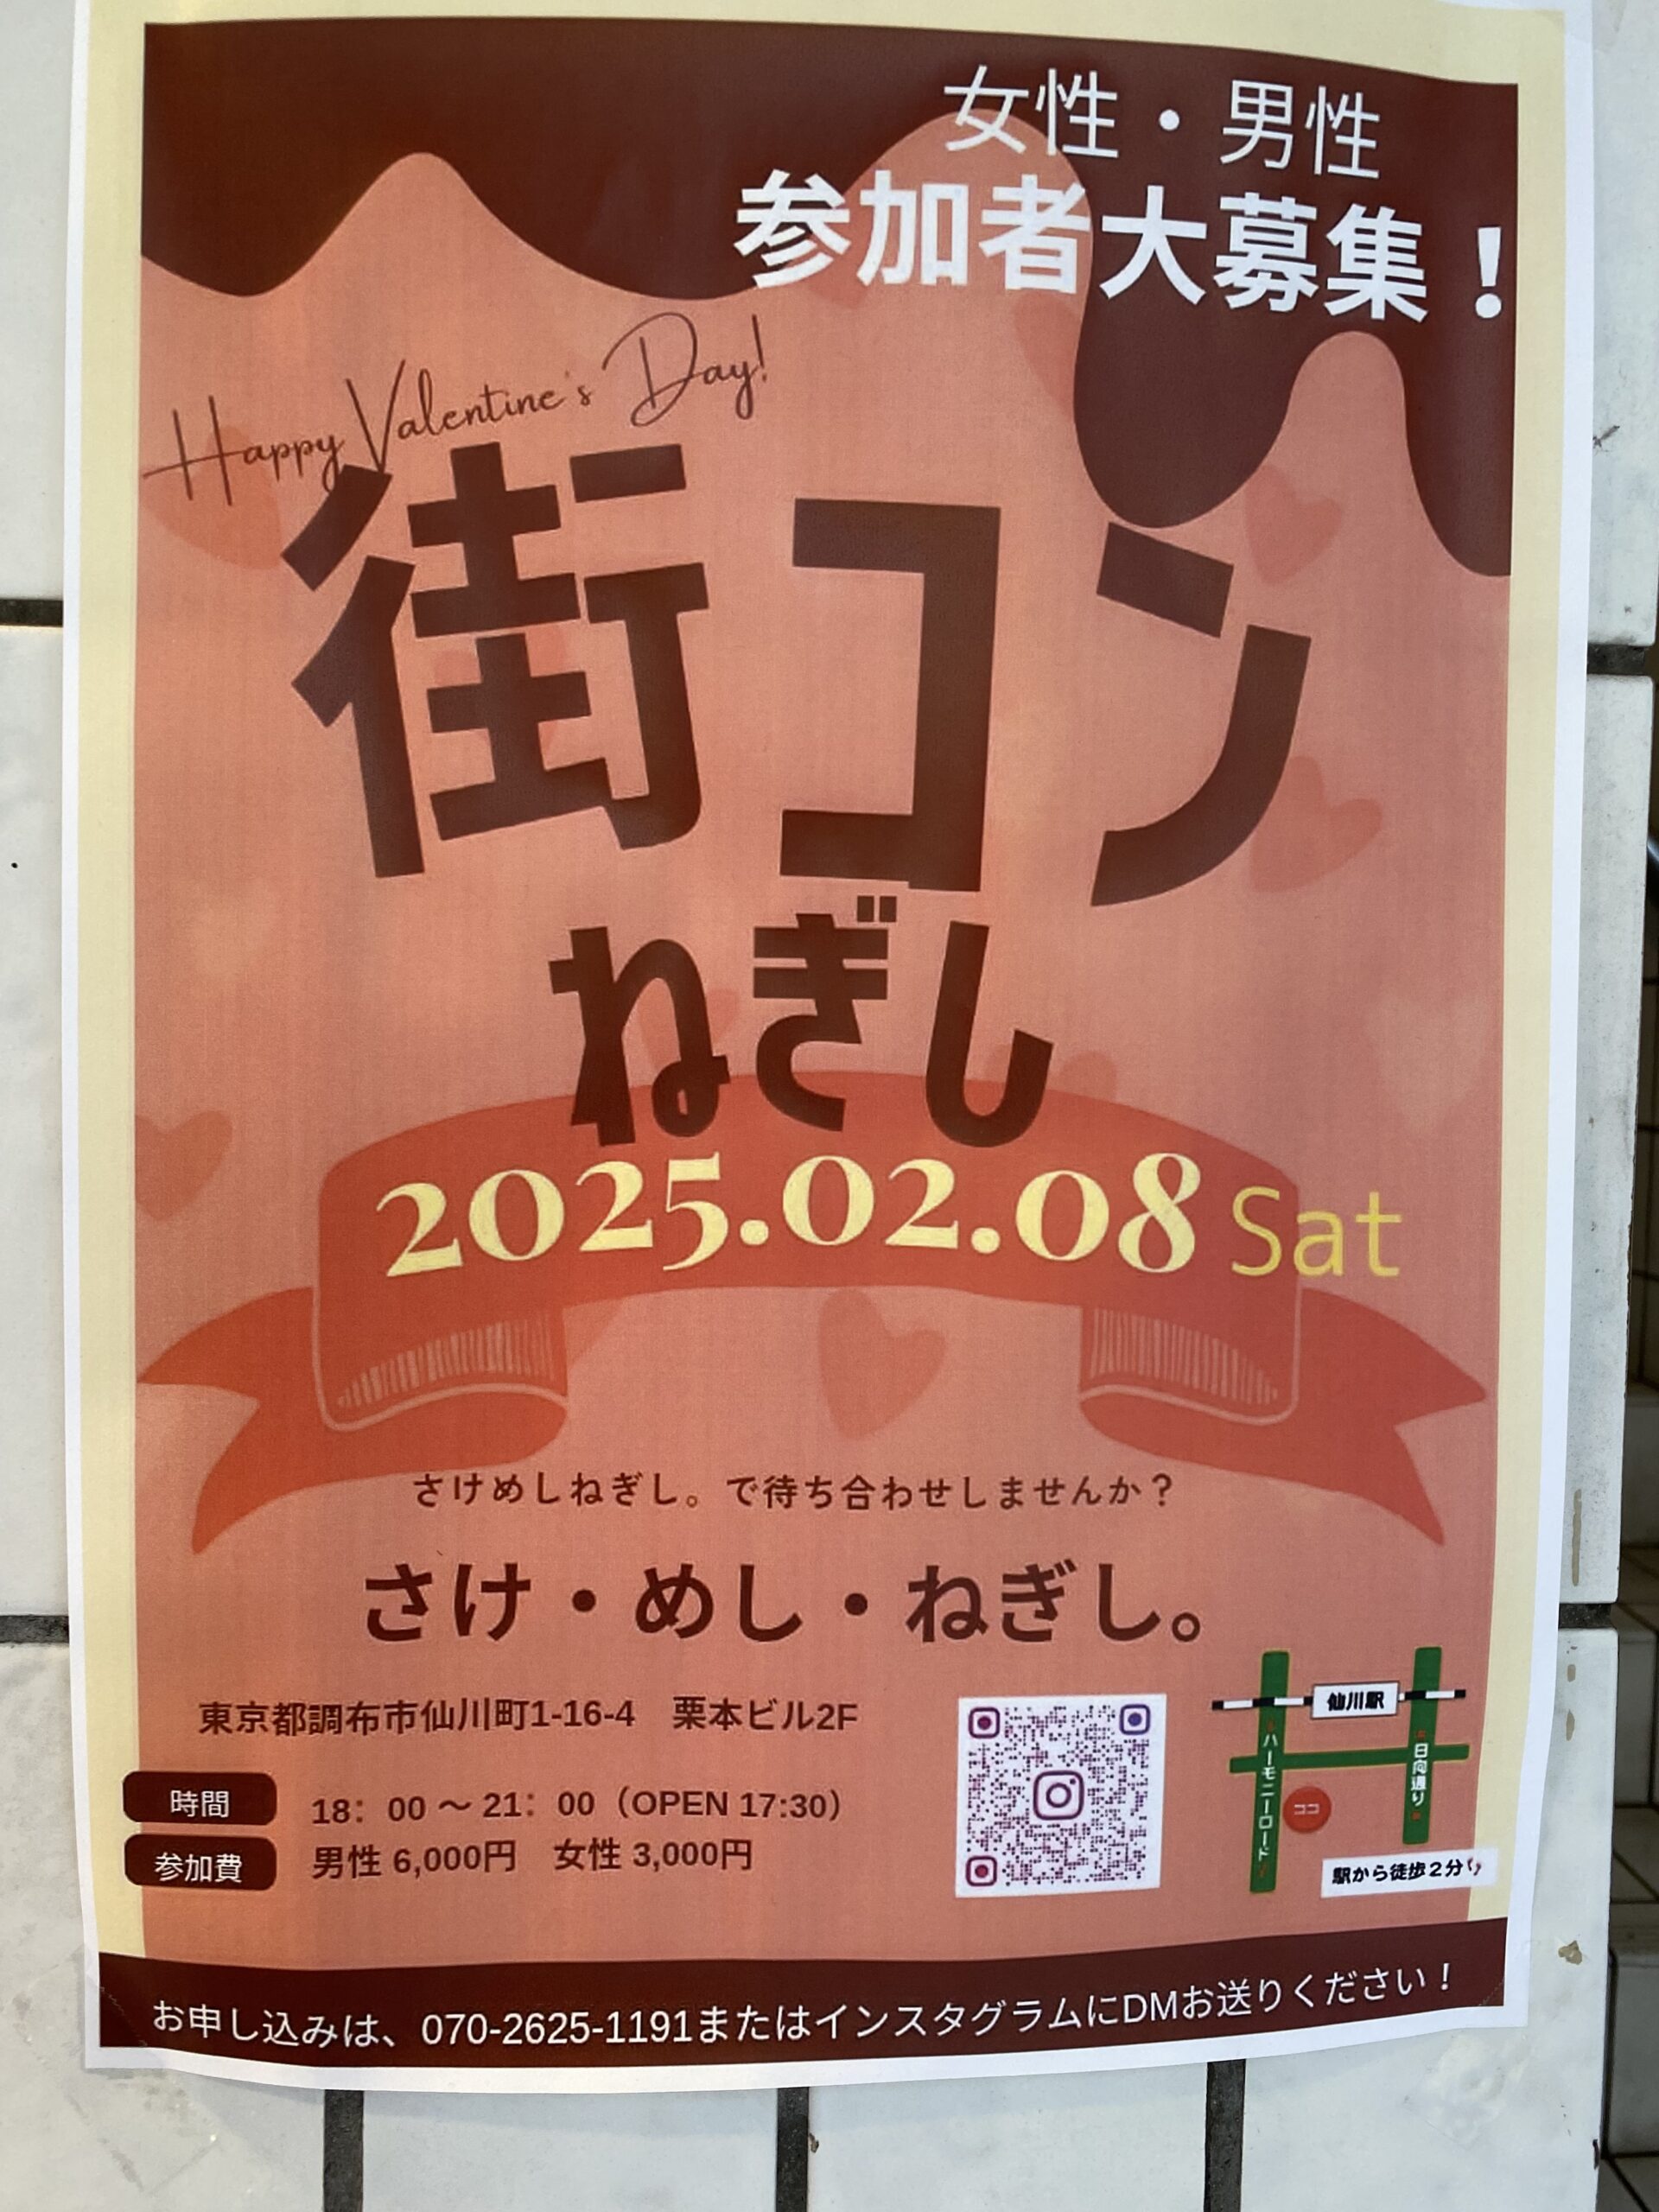 女性・男性
参加者大募集！
Happy Valentine's Day!
街コン
ねぎし
2025.02.08 Sat
さけめしねぎし。で待ち合わせしませんか？
さけ・めし・ねぎし。
東京都調布市仙川町1-16-4　栗本ビル2F
時間
18：00 〜 21：00（OPEN 17:30）
参加費
男性 6,000円　女性 3,000円
仙川駅
ハーモニーロード
日向通り
ココ
駅から徒歩２分
お申し込みは、070-2625-1191またはインスタグラムにDMお送りください！